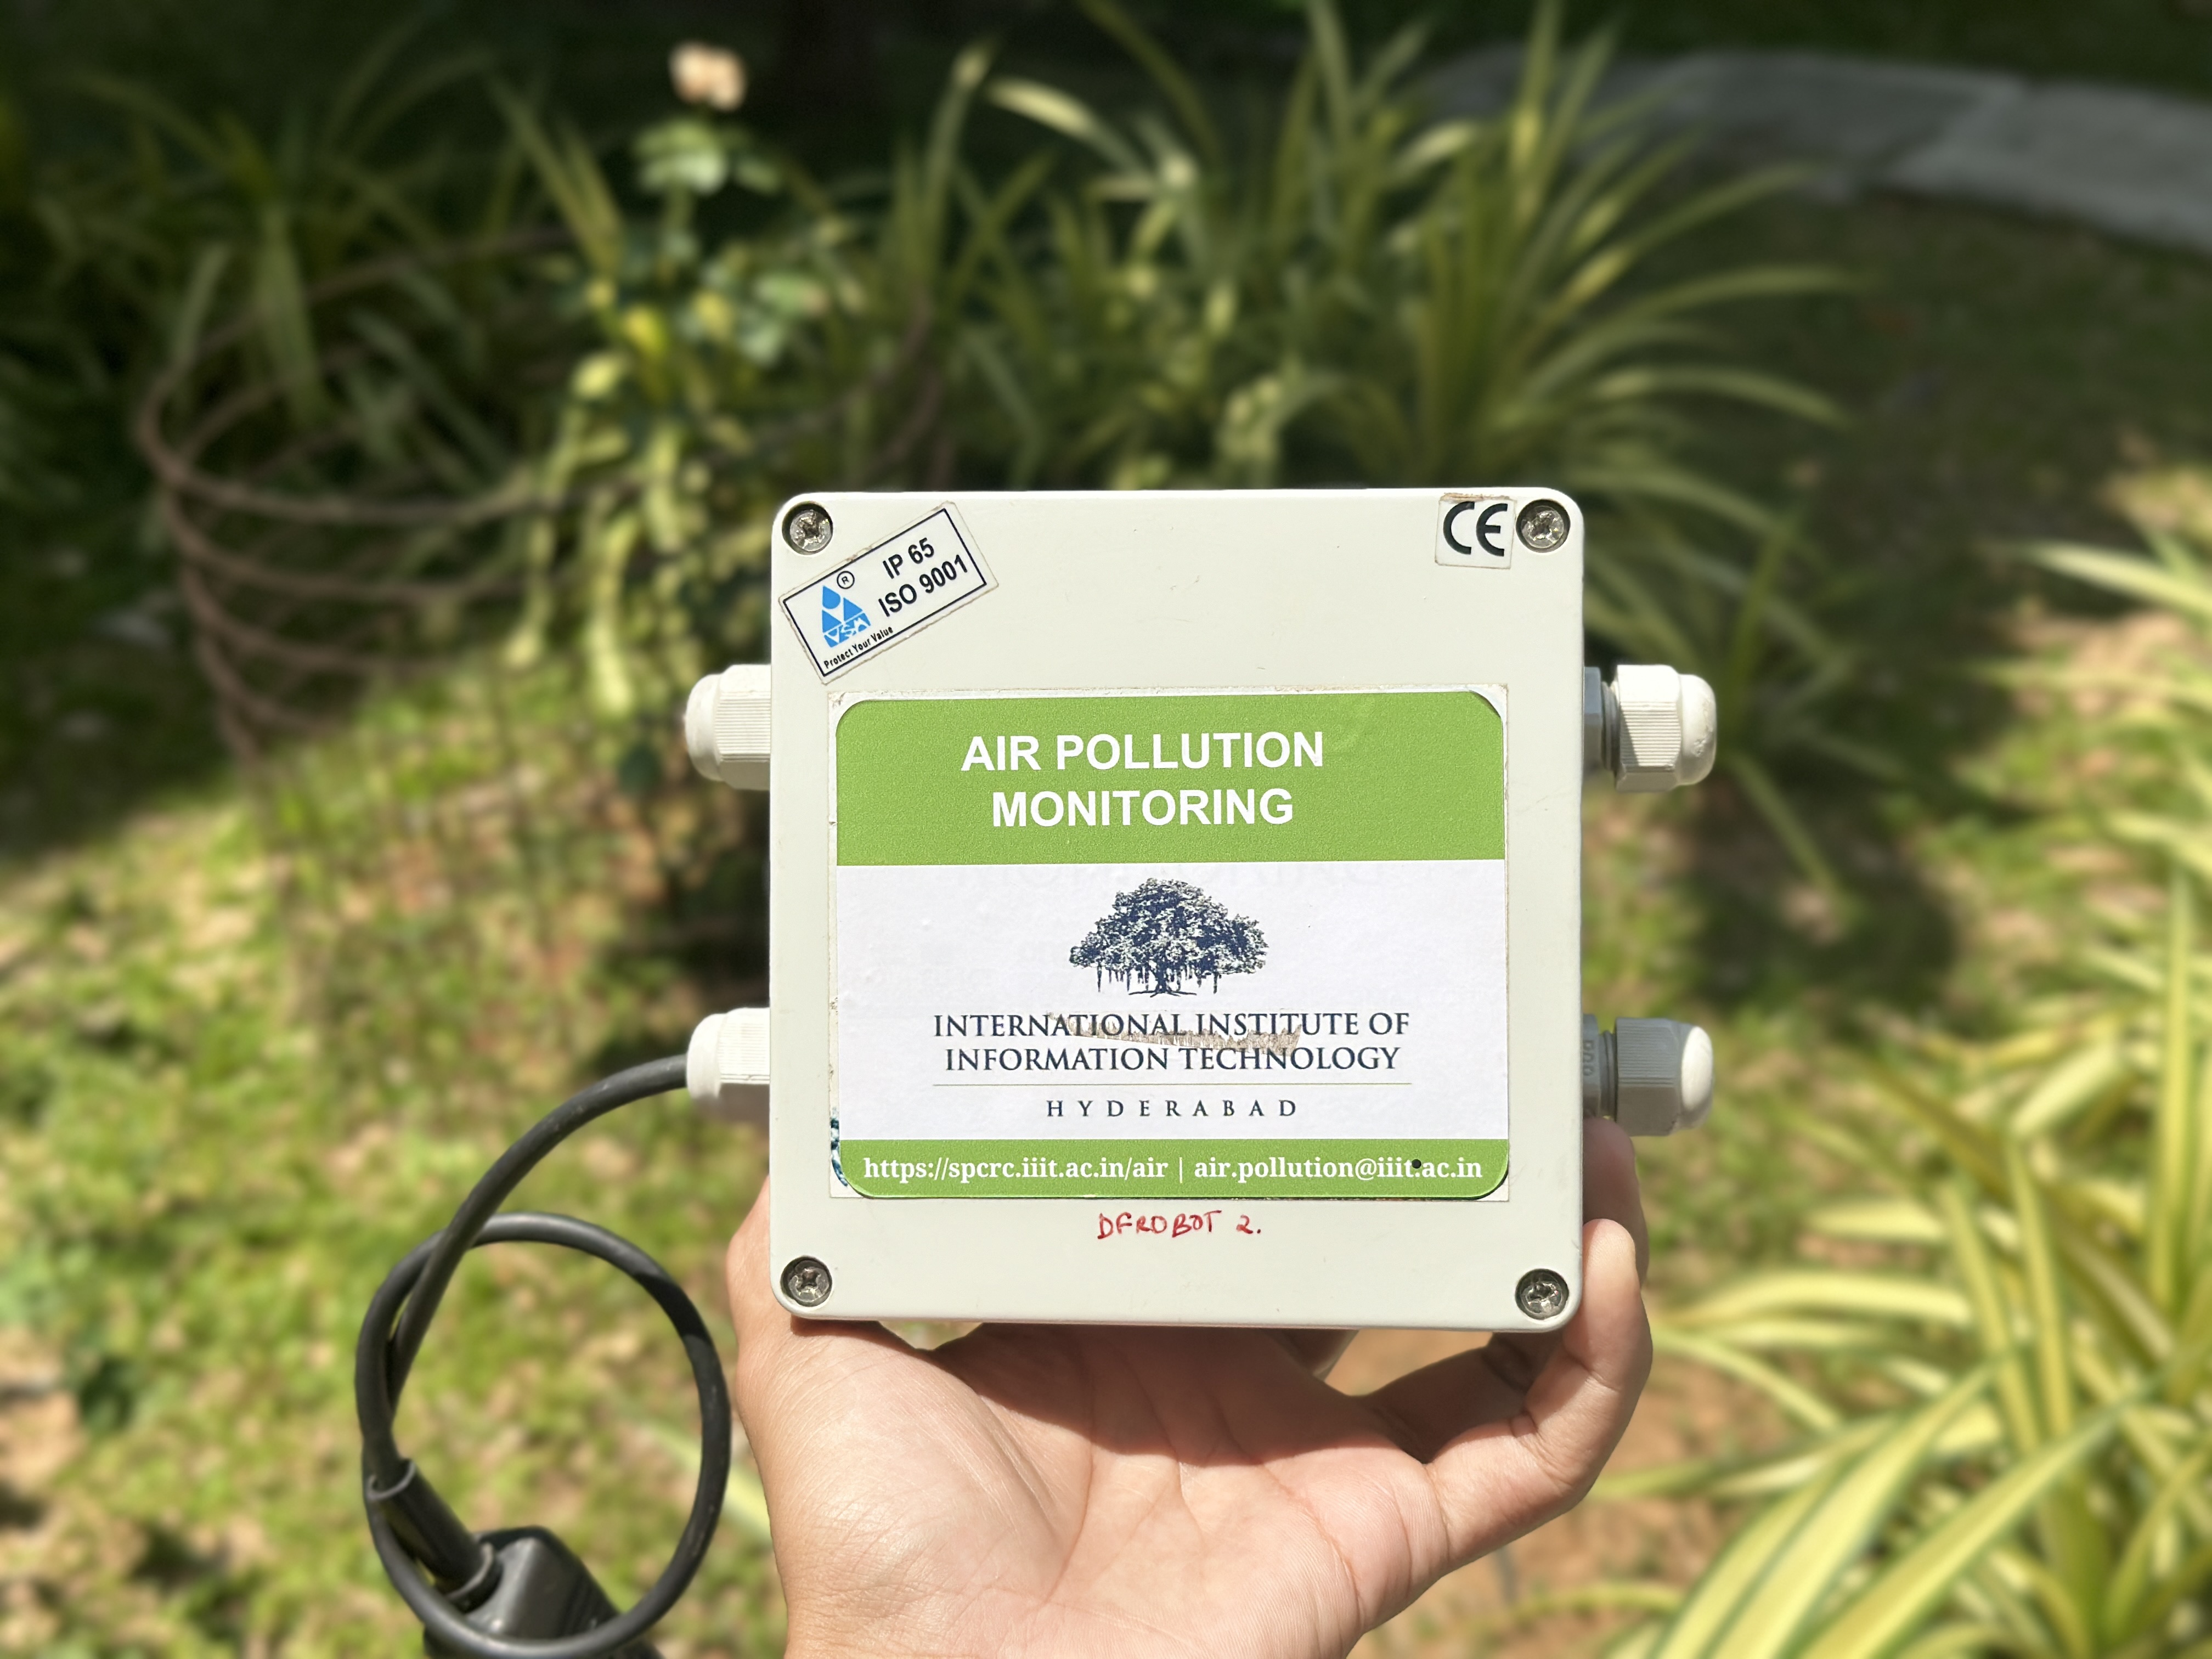 IP 65
ISO 9001
®
MSA
Protect Your Value
CE
AIR POLLUTION
MONITORING
INTERNATIONAL INSTITUTE OF
INFORMATION TECHNOLOGY
HYDERABAD
https://spcrc.iiit.ac.in/air | air.pollution@iiit.ac.in
DFROBOT 2.